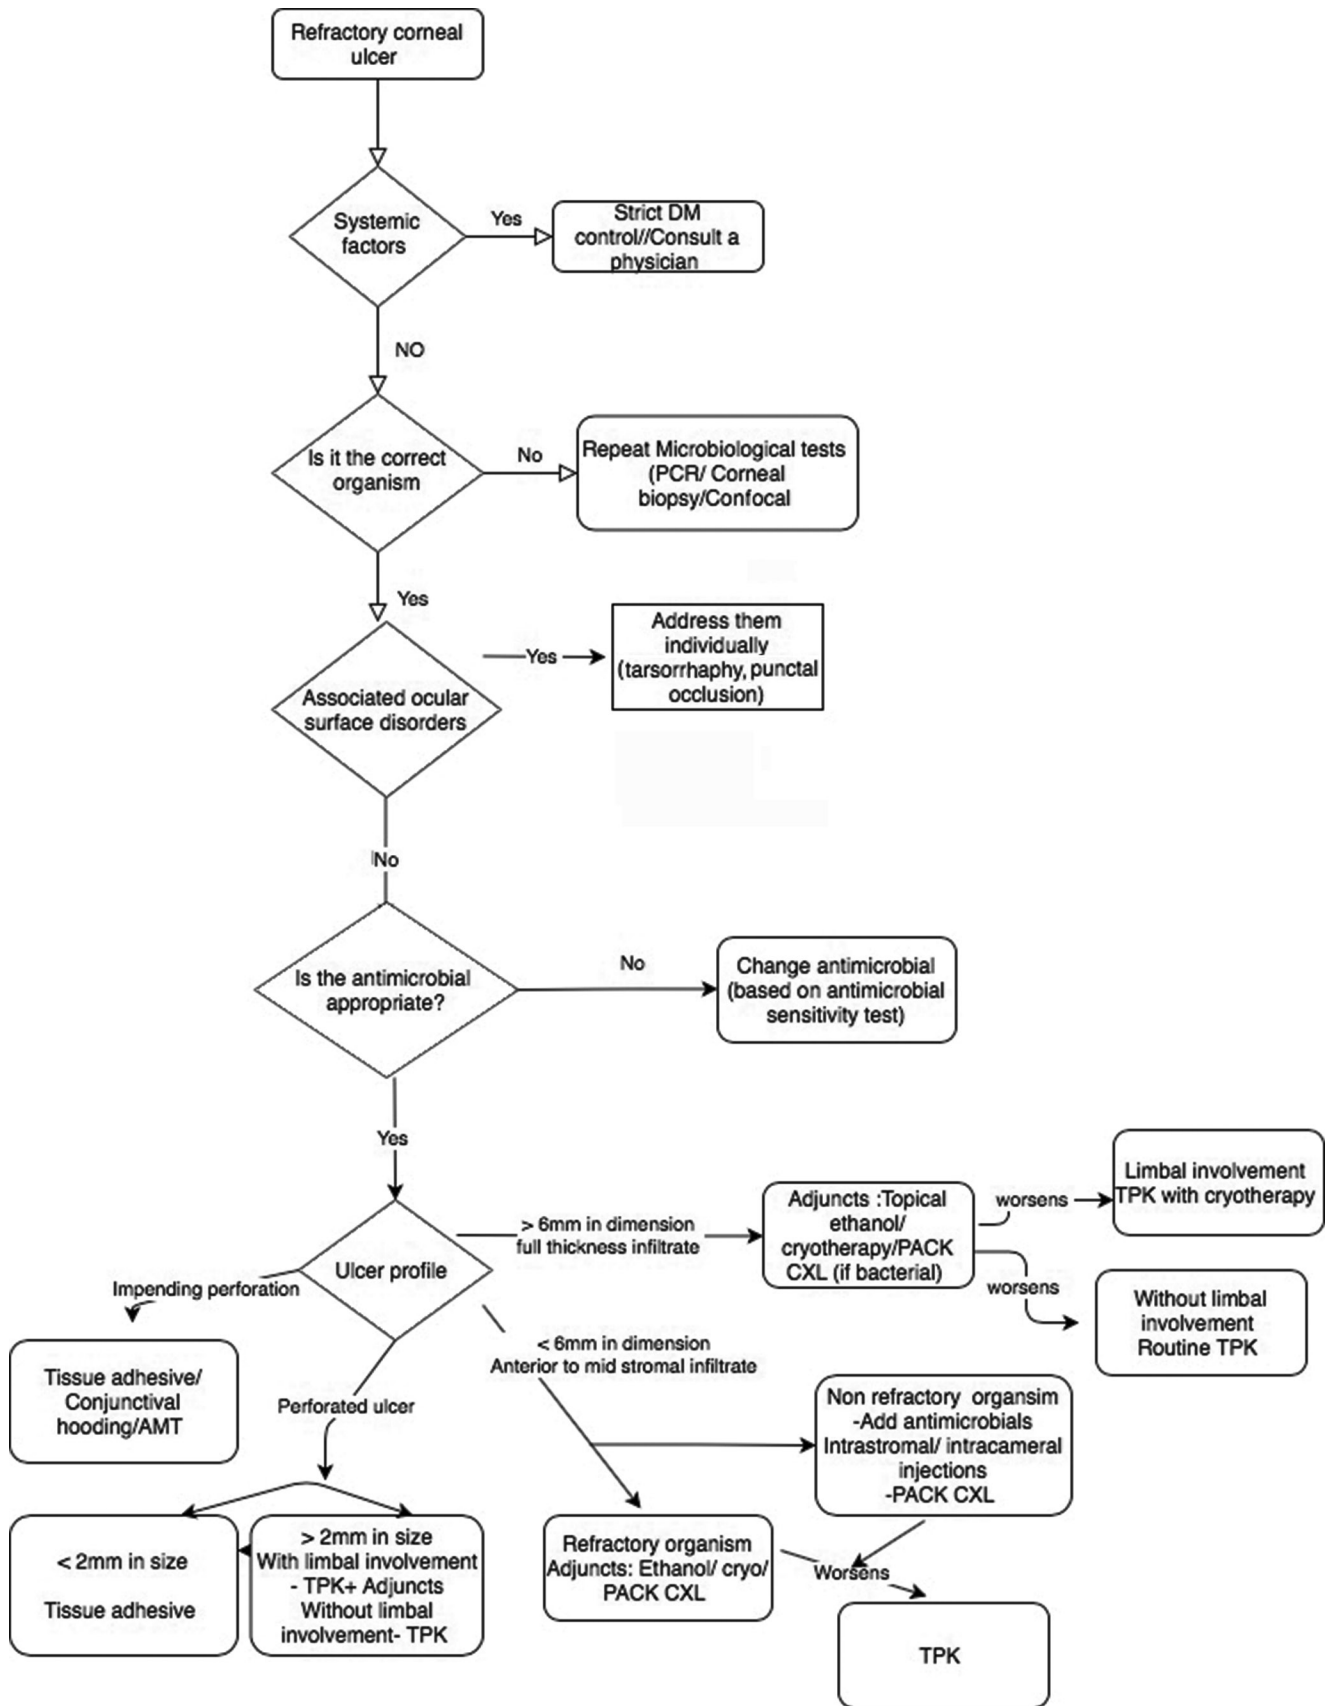 Refractory corneal
ulcer
Systemic
factors
Yes
Strict DM
control//Consult a
physician
NO
Is it the correct
organism
No
Repeat Microbiological tests
(PCR/ Corneal
biopsy/Confocal
Yes
Associated ocular
surface disorders
Yes
Address them
individually
(tarsorrhaphy, punctal
occlusion)
No
Is the antimicrobial
appropriate?
No
Change antimicrobial
(based on antimicrobial
sensitivity test)
Yes
Ulcer profile
> 6mm in dimension
full thickness infiltrate
Adjuncts :Topical
ethanol/
cryotherapy/PACK
CXL (if bacterial)
worsens
Limbal involvement
TPK with cryotherapy
worsens
Without limbal
involvement
Routine TPK
Impending perforation
Tissue adhesive/
Conjunctival
hooding/AMT
Perforated ulcer
< 2mm in size
Tissue adhesive
> 2mm in size
With limbal involvement
- TPK+ Adjuncts
Without limbal
involvement- TPK
< 6mm in dimension
Anterior to mid stromal infiltrate
Non refractory organsim
-Add antimicrobials
Intrastromal/ intracameral
injections
-PACK CXL
Refractory organism
Adjuncts: Ethanol/ cryo/
PACK CXL
Worsens
TPK